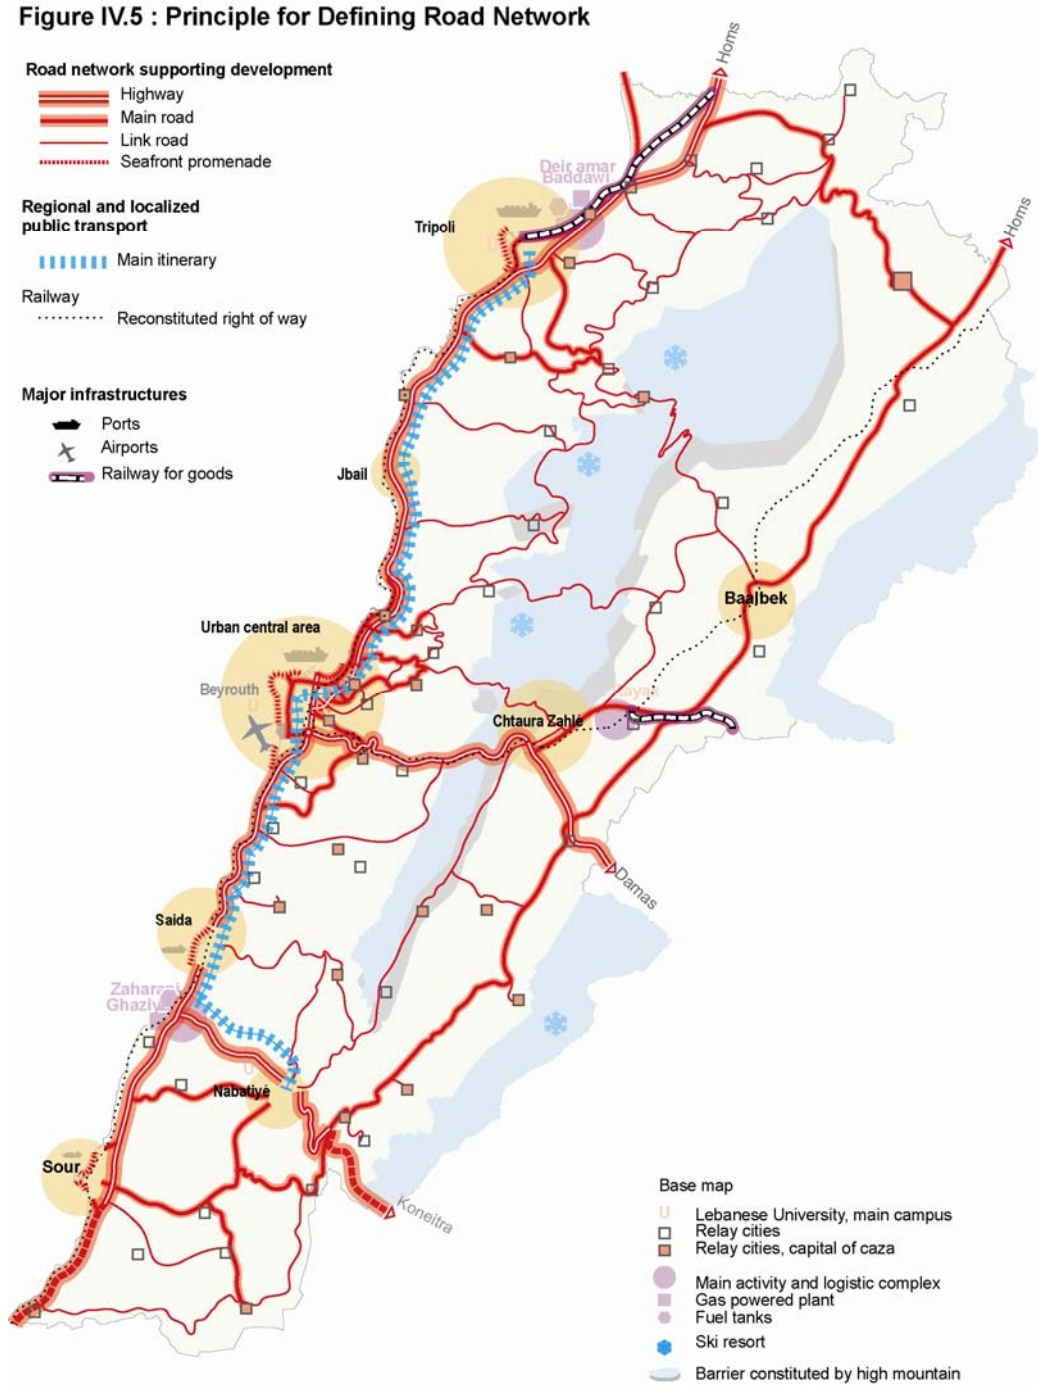 Figure IV.5 : Principle for Defining Road Network
Road network supporting development
Highway
Main road
Link road
Seafront promenade
Regional and localized
public transport
Main itinerary
Railway
Reconstituted right of way
Major infrastructures
Ports
Airports
Railway for goods
Homs
Deir amar
Baddawi
Tripoli
Homs
Jbail
Baalbek
Urban central area
Beyrouth
U
Rayak
Chtaura Zahlé
Damas
Saida
Zaharani
Ghaziye
U
Nabatiyé
Sour
Koneitra
Base map
U Lebanese University, main campus
Relay cities
Relay cities, capital of caza
Main activity and logistic complex
Gas powered plant
Fuel tanks
Ski resort
Barrier constituted by high mountain